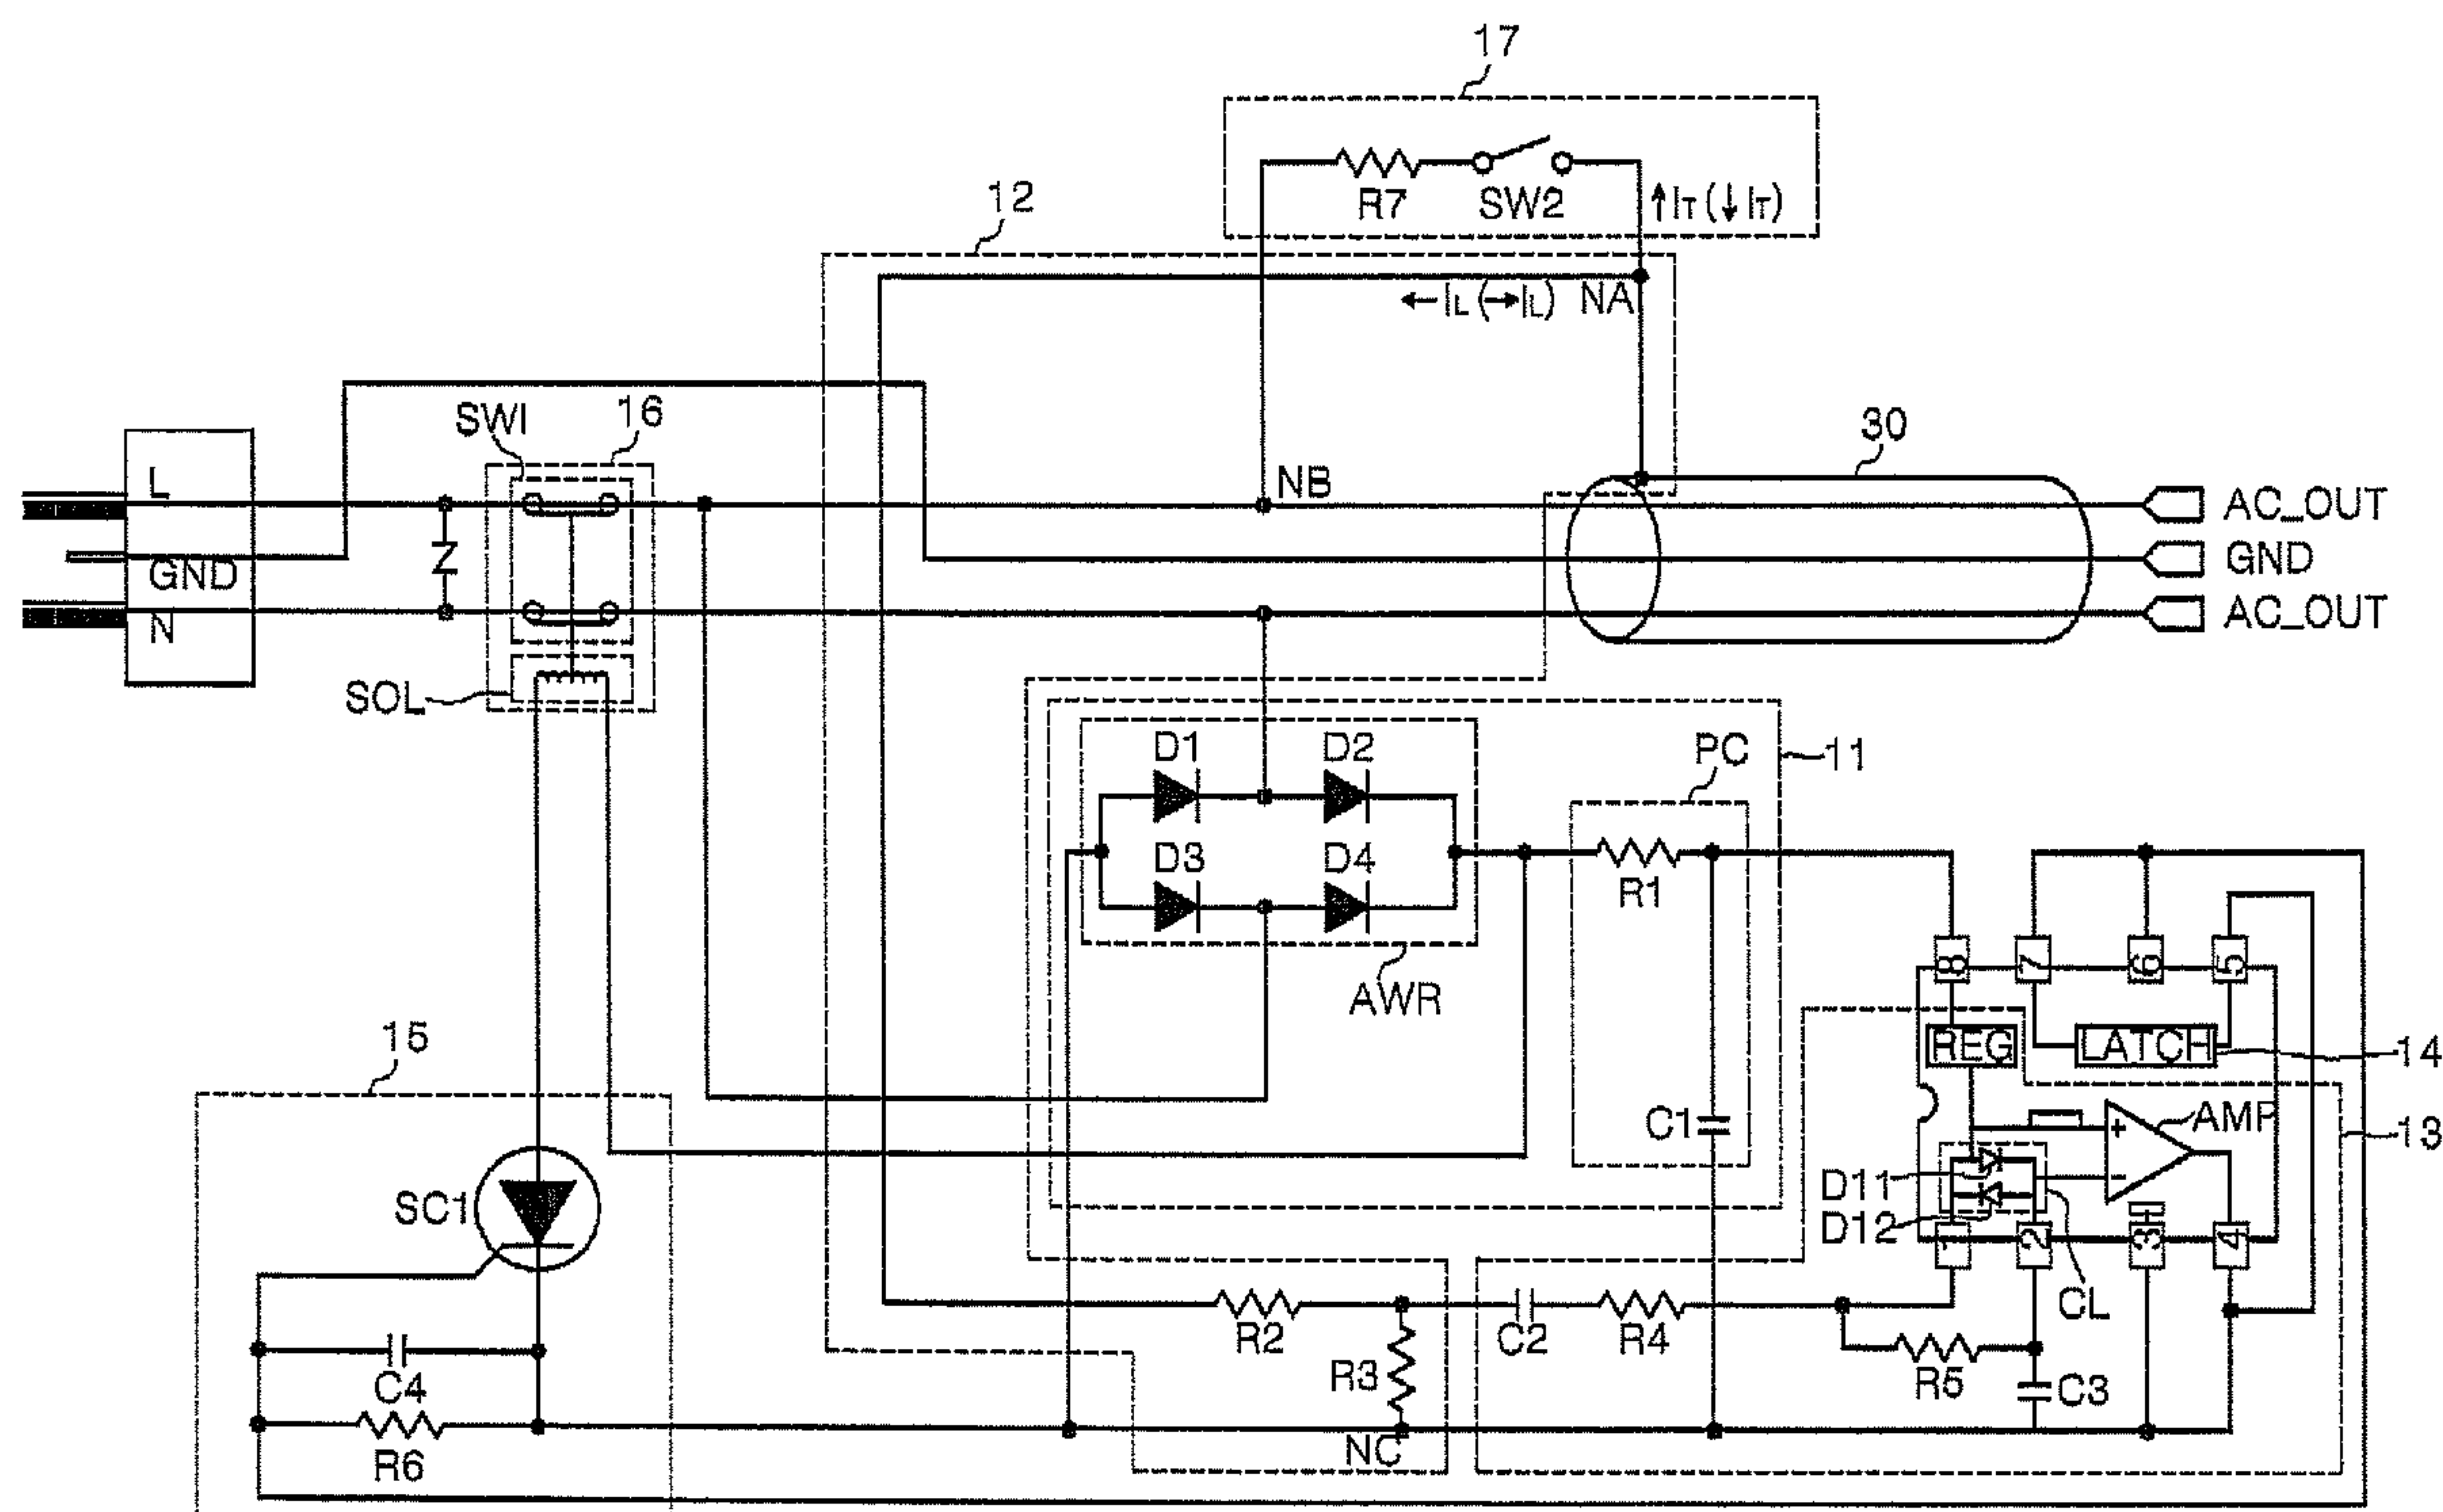 17
12
R7
SW2
↑IT (↓IT)
←IL (→IL)
NA
SWI
16
30
L
NB
AC_OUT
Z
GND
GND
N
AC_OUT
SOL
D1
D2
PC
11
D3
D4
R1
AWR
8
7
6
5
15
REG
LATCH
14
C1
+
AMP
13
SC1
D11
-
D12
1
2
3
4
CL
R2
C2
R4
C4
R3
R5
C3
R6
NC